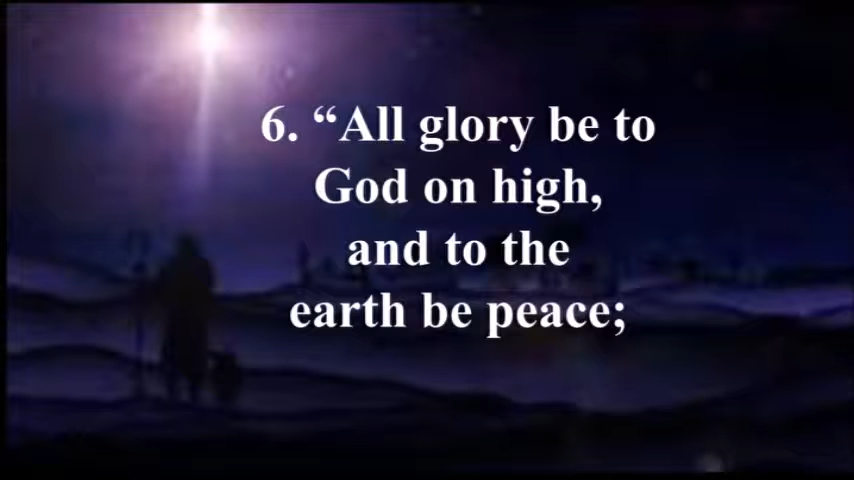 6. “All glory be to
God on high,
and to the
earth be peace;